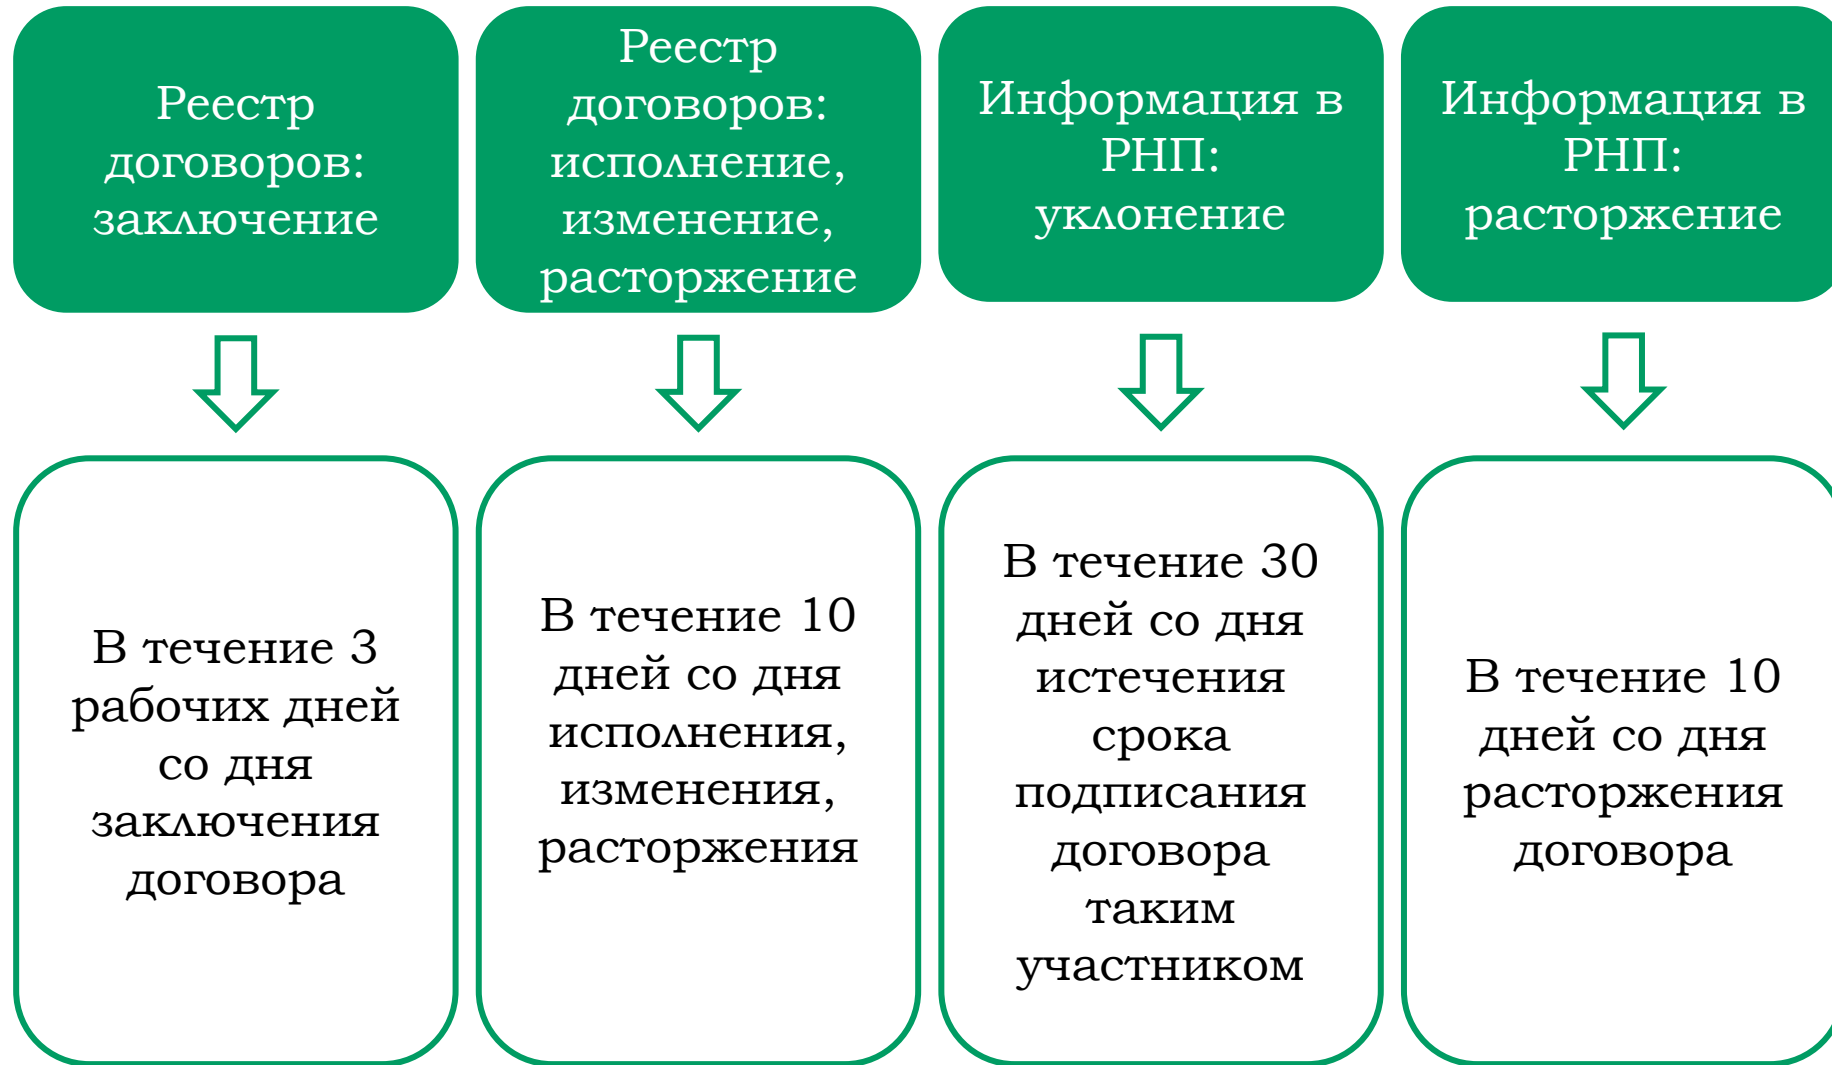 Реестр
договоров:
заключение
Реестр
договоров:
исполнение,
изменение,
расторжение
Информация в
РНП:
уклонение
Информация в
РНП:
расторжение
В течение 3
рабочих дней
со дня
заключения
договора
В течение 10
дней со дня
исполнения,
изменения,
расторжения
В течение 30
дней со дня
истечения
срока
подписания
договора
таким
участником
В течение 10
дней со дня
расторжения
договора